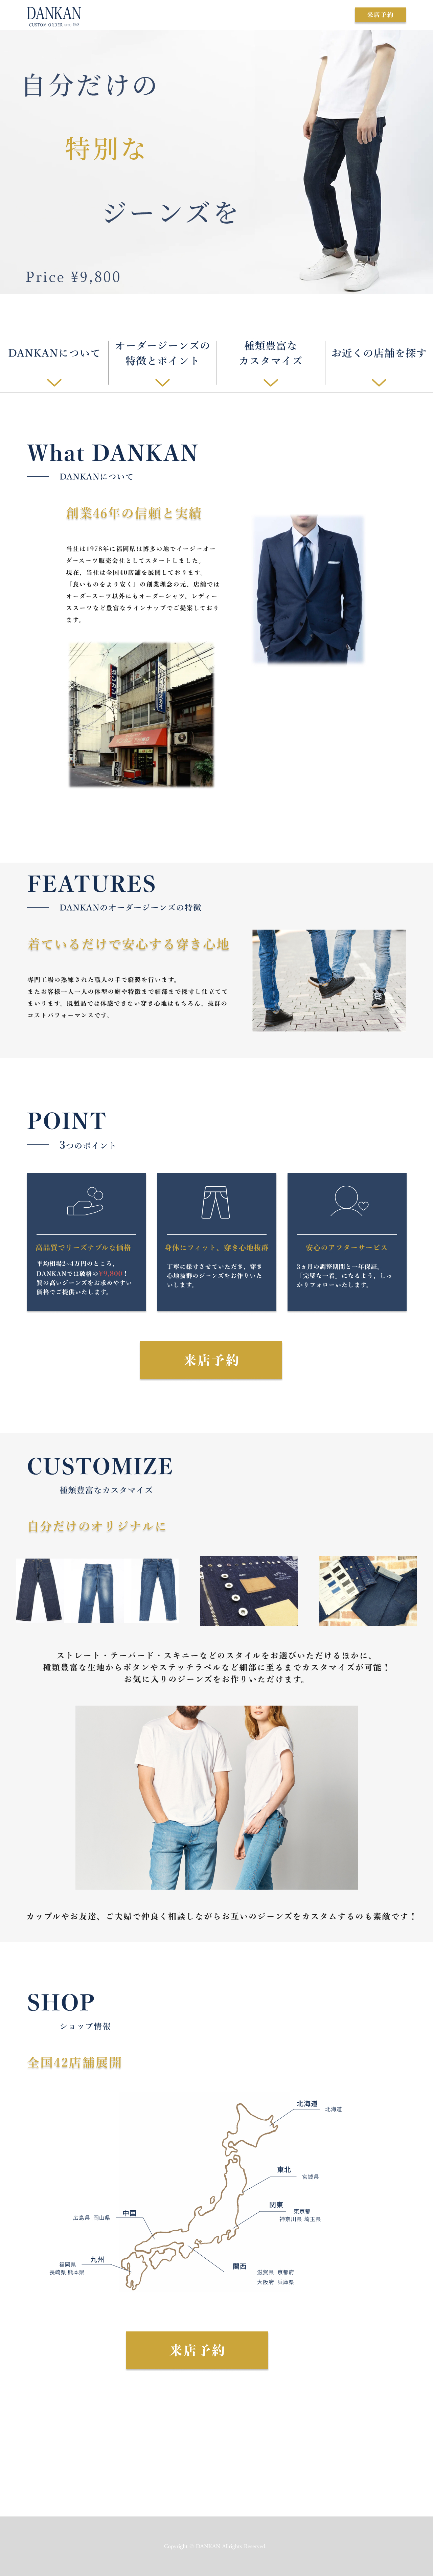 DANKAN
CUSTOM ORDER since 1978
来店予約
自分だけの
特別な
ジーンズを
Price ¥9,800
DANKANについて
オーダージーンズの
特徴とポイント
種類豊富な
カスタマイズ
お近くの店舗を探す
What DANKAN
DANKANについて
創業46年の信頼と実績
当社は1978年に福岡県は博多の地でイージーオー
ダースーツ販売会社としてスタートしました。
現在、当社は全国40店舗を展開しております。
「良いものをより安く」の創業理念の元、店舗では
オーダースーツ以外にもオーダーシャツ、レディー
ススーツなど豊富なラインナップでご提案しており
ます。
FEATURES
DANKANのオーダージーンズの特徴
着ているだけで安心する穿き心地
専門工場の熟練された職人の手で縫製を行います。
またお客様一人一人の体型の癖や特徴まで細部まで採寸し仕立てて
まいります。既製品では体感できない穿き心地はもちろん、抜群の
コストパフォーマンスです。
POINT
3つのポイント
高品質でリーズナブルな価格
平均相場2~4万円のところ、
DANKANでは破格の¥9,800！
質の高いジーンズをお求めやすい
価格でご提供いたします。
身体にフィット、穿き心地抜群
丁寧に採寸させていただき、穿き
心地抜群のジーンズをお作りいた
いします。
安心のアフターサービス
3ヵ月の調整期間と一年保証。
「完璧な一着」になるよう、しっ
かりフォローいたします。
来店予約
CUSTOMIZE
種類豊富なカスタマイズ
自分だけのオリジナルに
ストレート・テーパード・スキニーなどのスタイルをお選びいただけるほかに、
種類豊富な生地からボタンやステッチラベルなど細部に至るまでカスタマイズが可能！
お気に入りのジーンズをお作りいただけます。
カップルやお友達、ご夫婦で仲良く相談しながらお互いのジーンズをカスタムするのも素敵です！
SHOP
ショップ情報
全国42店舗展開
北海道
北海道
東北
宮城県
関東
東京都
神奈川県 埼玉県
中国
広島県 岡山県
九州
福岡県
長崎県 熊本県
関西
滋賀県 京都府
大阪府 兵庫県
来店予約